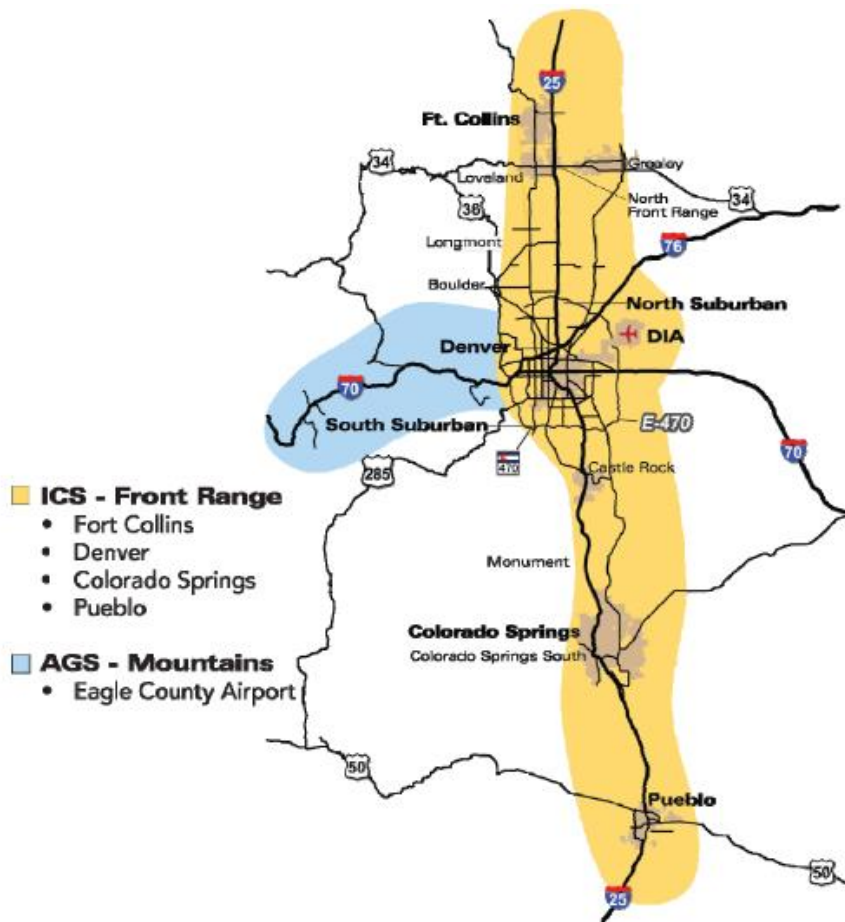 25
Ft. Collins
34
Greeley
Loveland
36
North
Front Range
34
Longmont
76
Boulder
North Suburban
DIA
Denver
70
South Suburban
E-470
470
70
285
Castle Rock
ICS - Front Range
• Fort Collins
• Denver
• Colorado Springs
• Pueblo
Monument
Colorado Springs
Colorado Springs South
AGS - Mountains
• Eagle County Airport
50
Pueblo
50
25